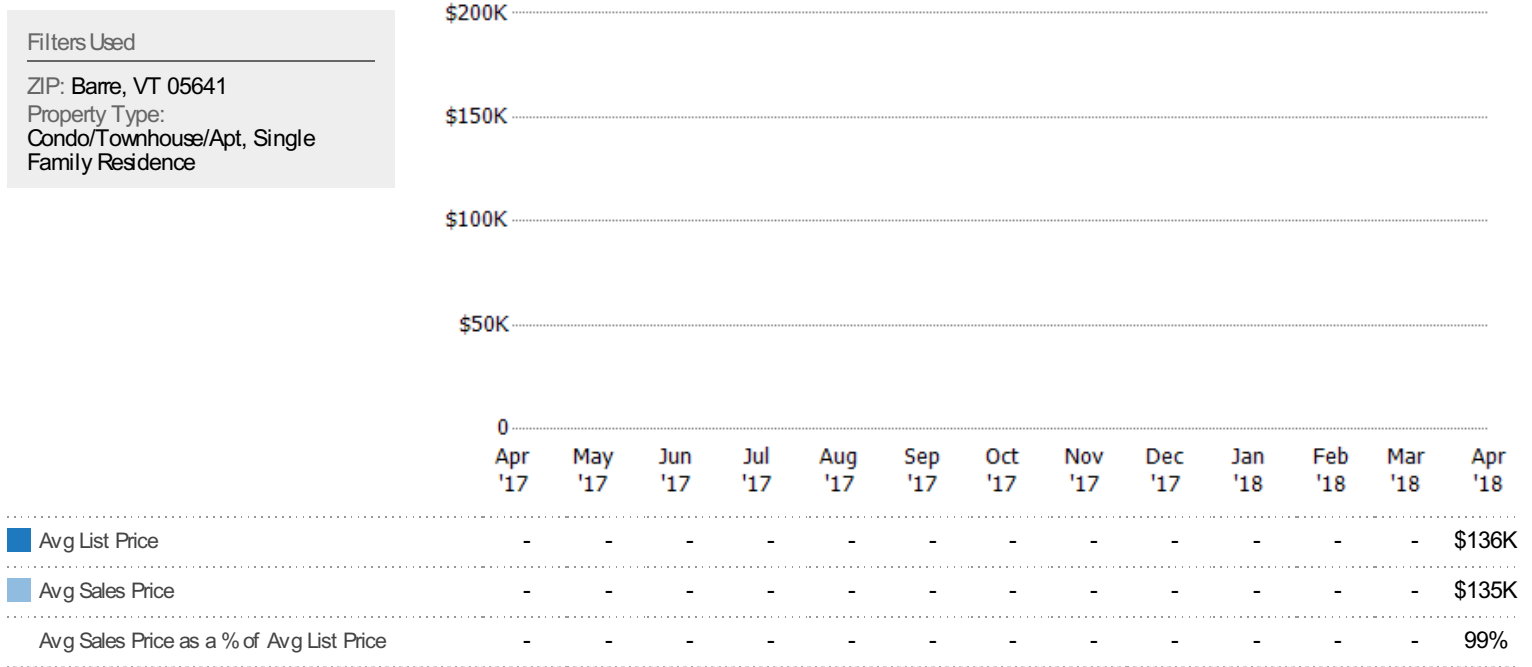 Filters Used
ZIP: Barre, VT 05641
Property Type:
Condo/Townhouse/Apt, Single
Family Residence
$200K
$150K
$100K
$50K
0
Apr May Jun Jul Aug Sep Oct Nov Dec Jan Feb Mar Apr
'17 '17 '17 '17 '17 '17 '17 '17 '17 '18 '18 '18 '18
Avg List Price - - - - - - - - - - - - $136K
Avg Sales Price - - - - - - - - - - - - $135K
Avg Sales Price as a % of Avg List Price - - - - - - - - - - - - 99%